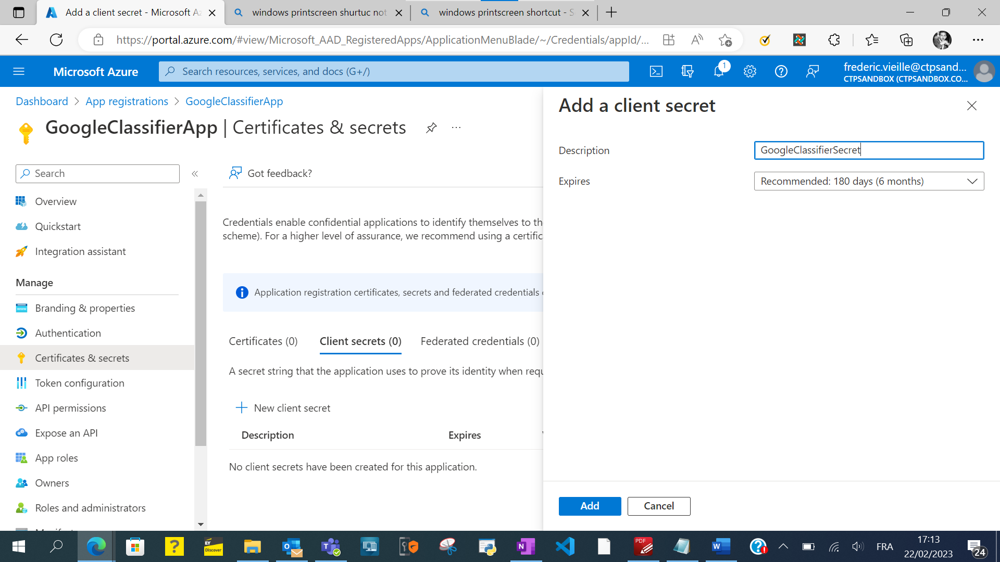 Add a client secret - Microsoft Az
windows printscreen shurtuc not
windows printscreen shortcut - S
https://portal.azure.com/#view/Microsoft_AAD_RegisteredApps/ApplicationMenuBlade/~/Credentials/appId/...
Microsoft Azure
Search resources, services, and docs (G+/)
1
frederic.vieille@ctpsand...
CTPSANDBOX (CTPSANDBOX.CO...
Dashboard > App registrations > GoogleClassifierApp
GoogleClassifierApp | Certificates & secrets
...
Search
«
Overview
Quickstart
Integration assistant
Manage
Branding & properties
Authentication
Certificates & secrets
Token configuration
API permissions
Expose an API
App roles
Owners
Roles and administrators
Got feedback?
Credentials enable confidential applications to identify themselves to th
scheme). For a higher level of assurance, we recommend using a certific
Application registration certificates, secrets and federated credentials
Certificates (0)
Client secrets (0)
Federated credentials (0)
A secret string that the application uses to prove its identity when requ
New client secret
Description
Expires
No client secrets have been created for this application.
Add a client secret
Description
GoogleClassifierSecret
Expires
Recommended: 180 days (6 months)
Add
Cancel
EY
Discover
PDF
FRA
17:13
22/02/2023
24